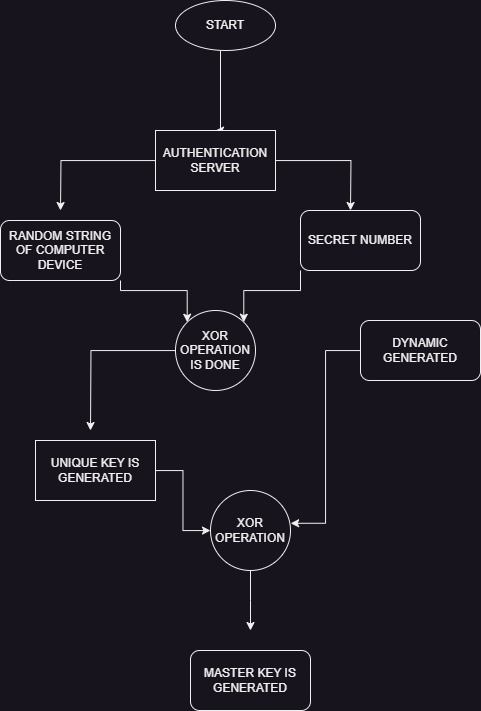 START
AUTHENTICATION
SERVER
RANDOM STRING
OF COMPUTER
DEVICE
SECRET NUMBER
XOR
OPERATION
IS DONE
DYNAMIC
GENERATED
UNIQUE KEY IS
GENERATED
XOR
OPERATION
MASTER KEY IS
GENERATED